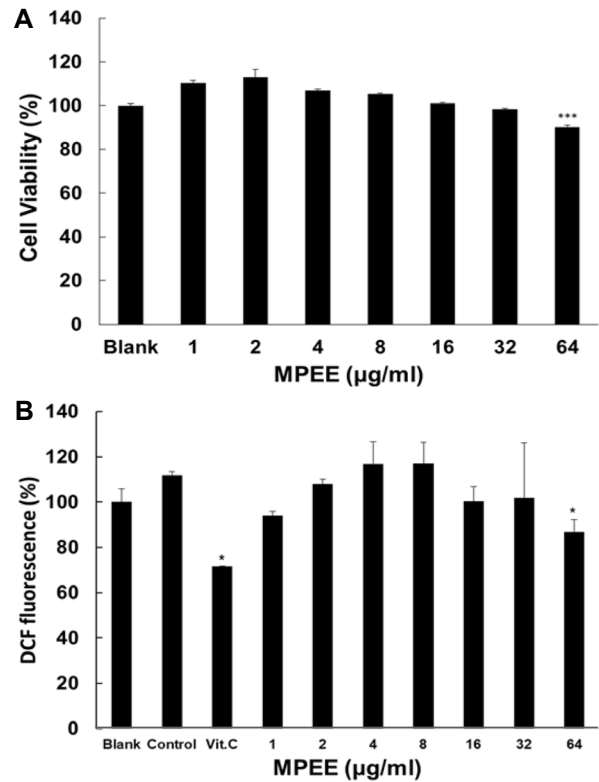 A
Cell Viability (%)
140
120
100
80
60
40
20
0
***
Blank 1 2 4 8 16 32 64
MPEE (µg/ml)
B
DCF fluorescence (%)
140
120
100
80
60
40
20
0
*
*
Blank Control Vit.C 1 2 4 8 16 32 64
MPEE (µg/ml)